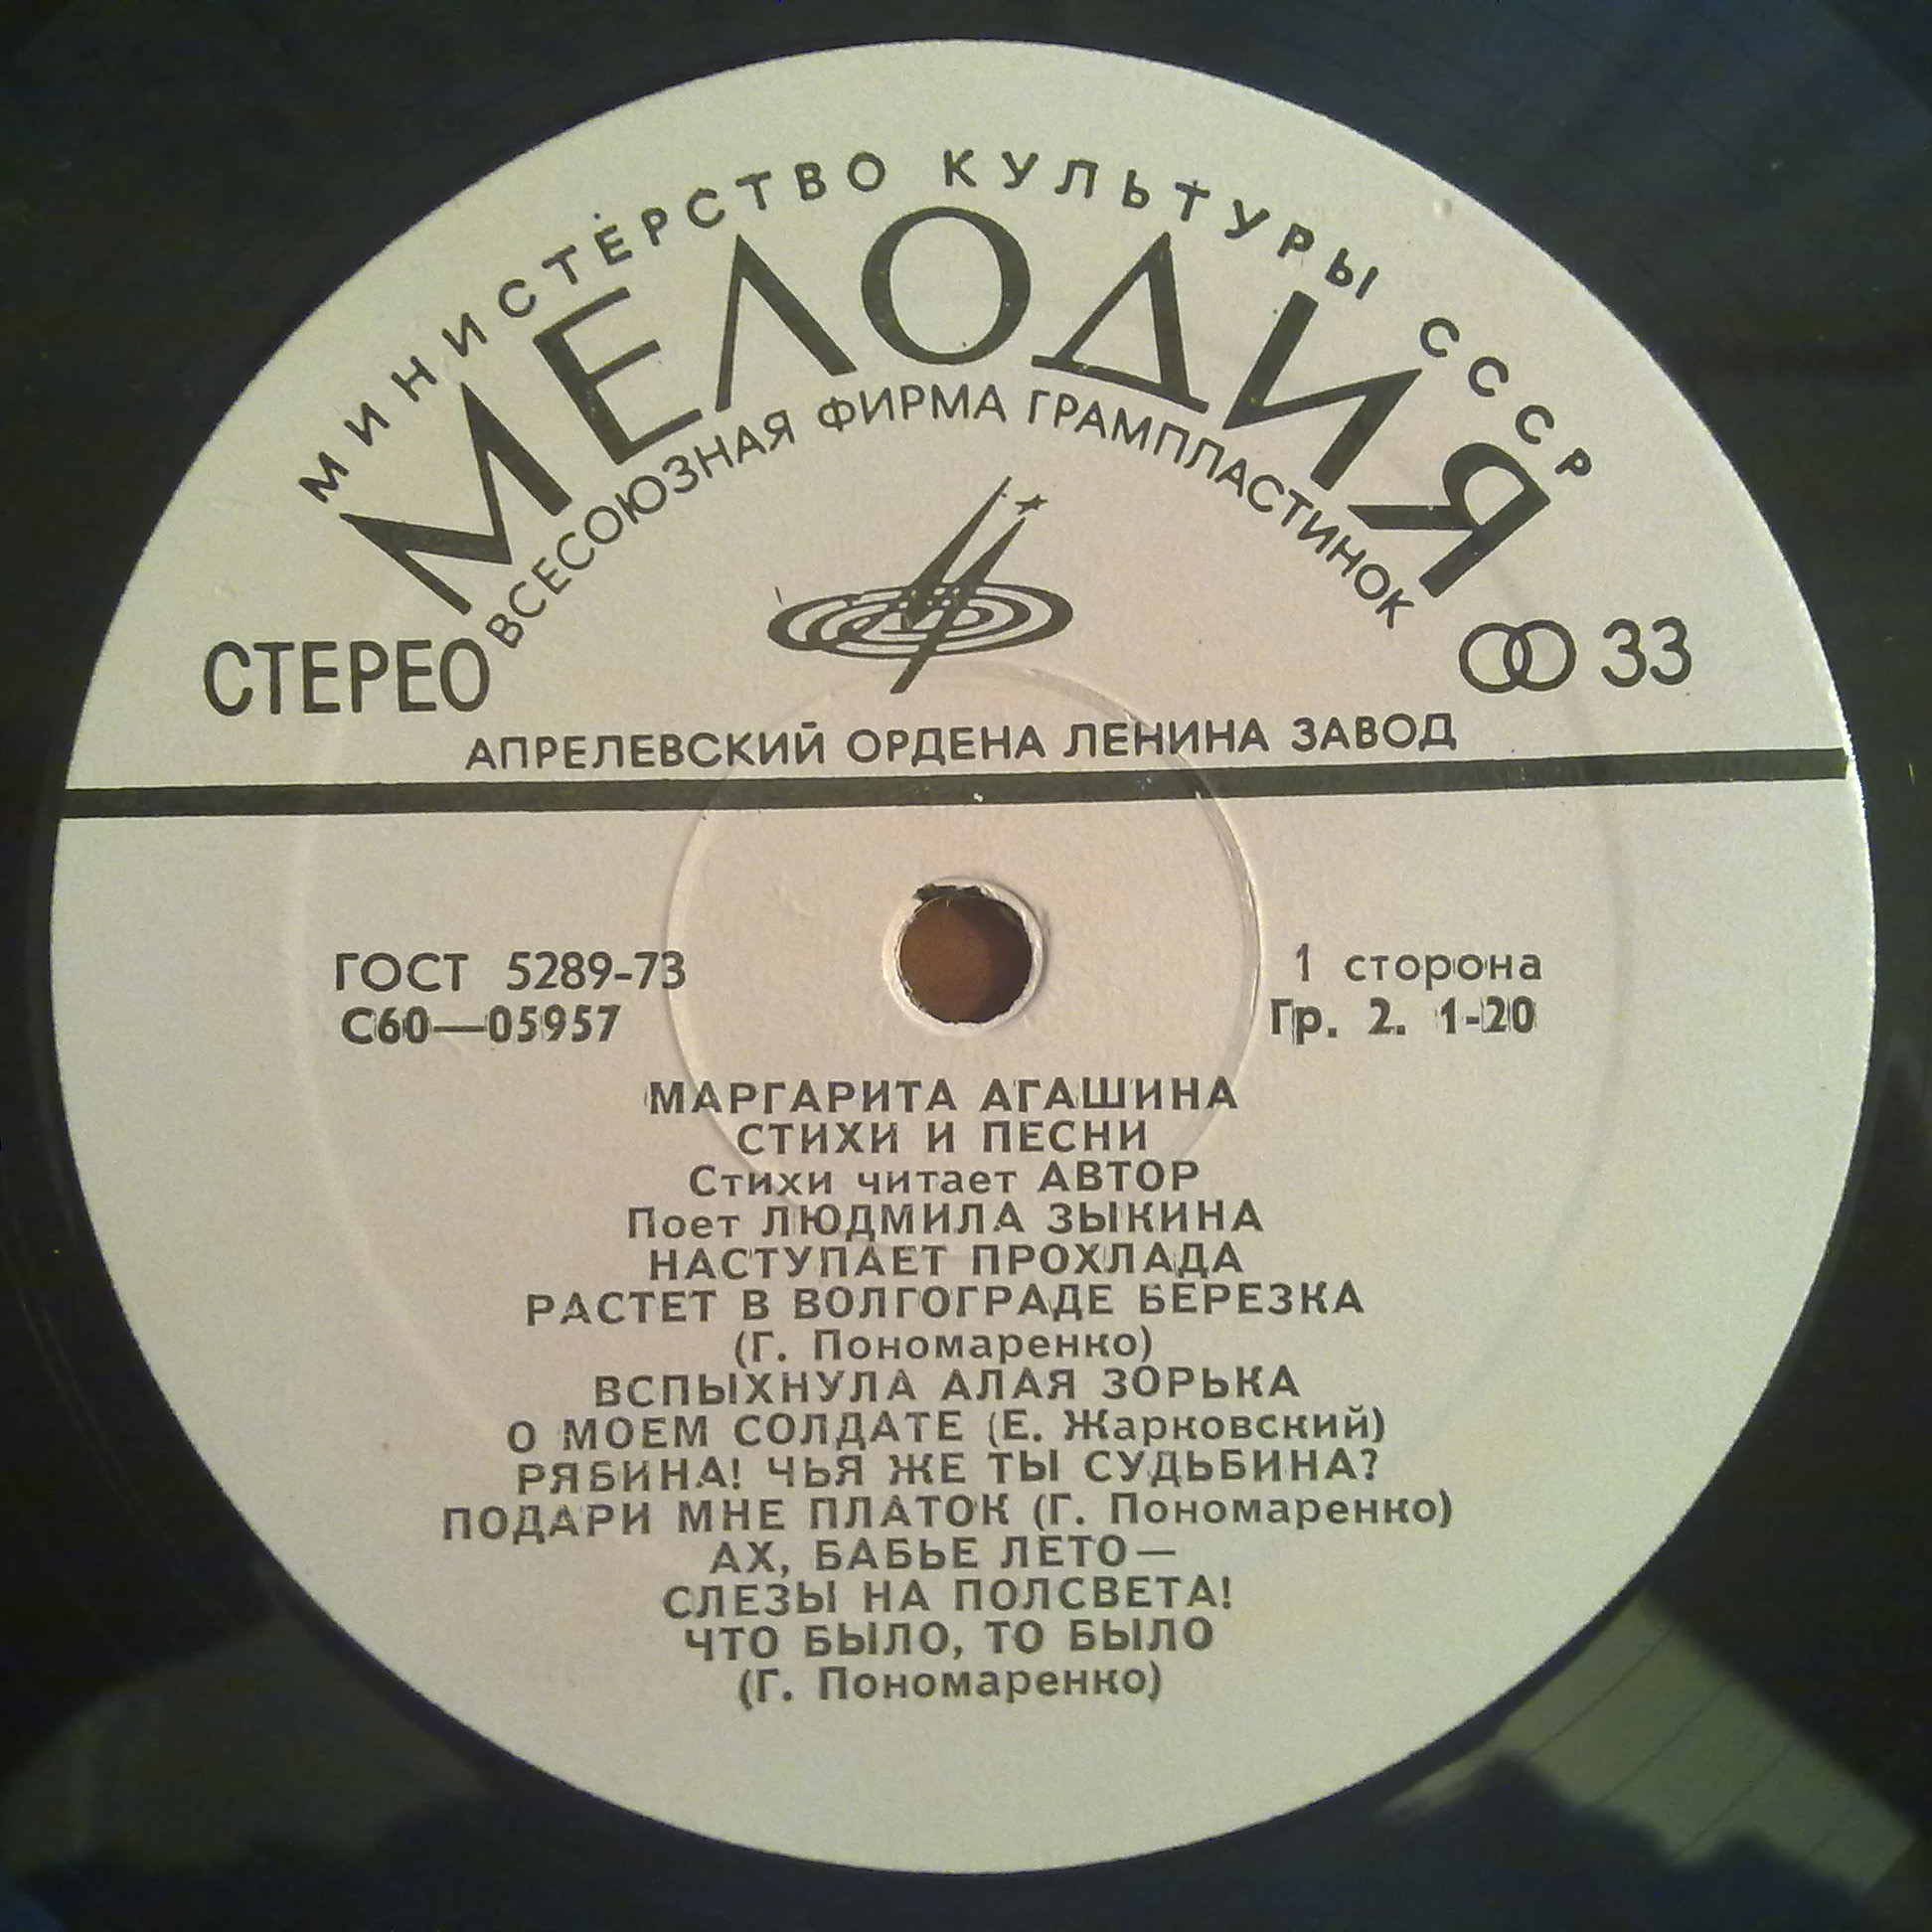 МИНИСТЕРСТВО КУЛЬТУРЫ СССР
МЕЛОДИЯ
ВСЕСОЮЗНАЯ ФИРМА ГРАМПЛАСТИНОК
СТЕРЕО
33
АПРЕЛЕВСКИЙ ОРДЕНА ЛЕНИНА ЗАВОД
ГОСТ 5289-73
С60—05957
1 сторона
Гр. 2. 1-20
МАРГАРИТА АГАШИНА
СТИХИ И ПЕСНИ
Стихи читает АВТОР
Поет ЛЮДМИЛА ЗЫКИНА
НАСТУПАЕТ ПРОХЛАДА
РАСТЕТ В ВОЛГОГРАДЕ БЕРЕЗКА
(Г. Пономаренко)
ВСПЫХНУЛА АЛАЯ ЗОРЬКА
О МОЕМ СОЛДАТЕ (Е. Жарковский)
РЯБИНА! ЧЬЯ ЖЕ ТЫ СУДЬБИНА?
ПОДАРИ МНЕ ПЛАТОК (Г. Пономаренко)
АХ, БАБЬЕ ЛЕТО—
СЛЕЗЫ НА ПОЛСВЕТА!
ЧТО БЫЛО, ТО БЫЛО
(Г. Пономаренко)